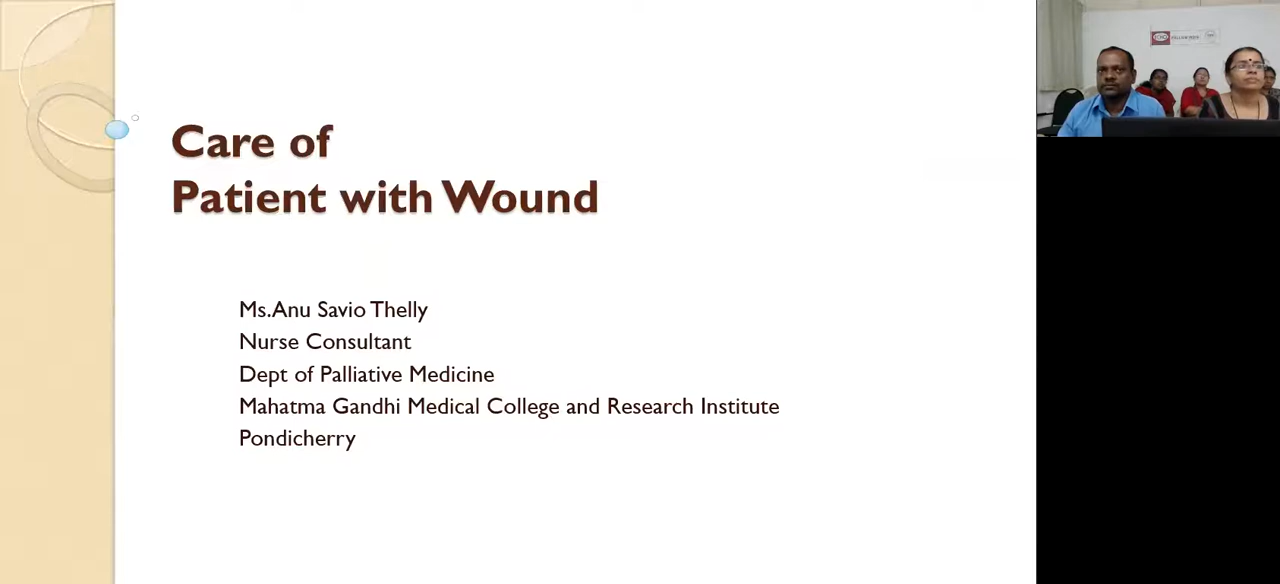 Care of
Patient with Wound
Ms.Anu Savio Thelly
Nurse Consultant
Dept of Palliative Medicine
Mahatma Gandhi Medical College and Research Institute
Pondicherry